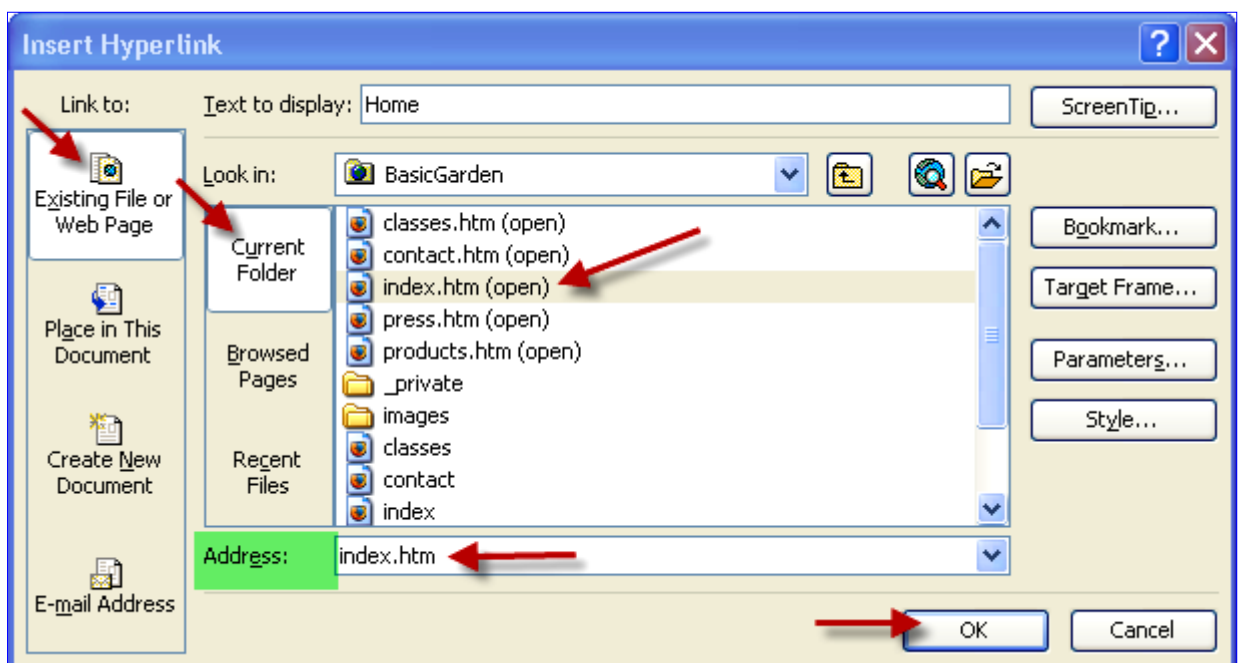 Insert Hyperlink
Link to:
Text to display: Home
ScreenTip...
Existing File or
Web Page
Look in:
BasicGarden
Current
Folder
classes.htm (open)
contact.htm (open)
index.htm (open)
press.htm (open)
products.htm (open)
_private
images
classes
contact
index
Bookmark...
Target Frame...
Parameters...
Style...
Place in This
Document
Browsed
Pages
Create New
Document
Recent
Files
Address:
index.htm
E-mail Address
OK
Cancel